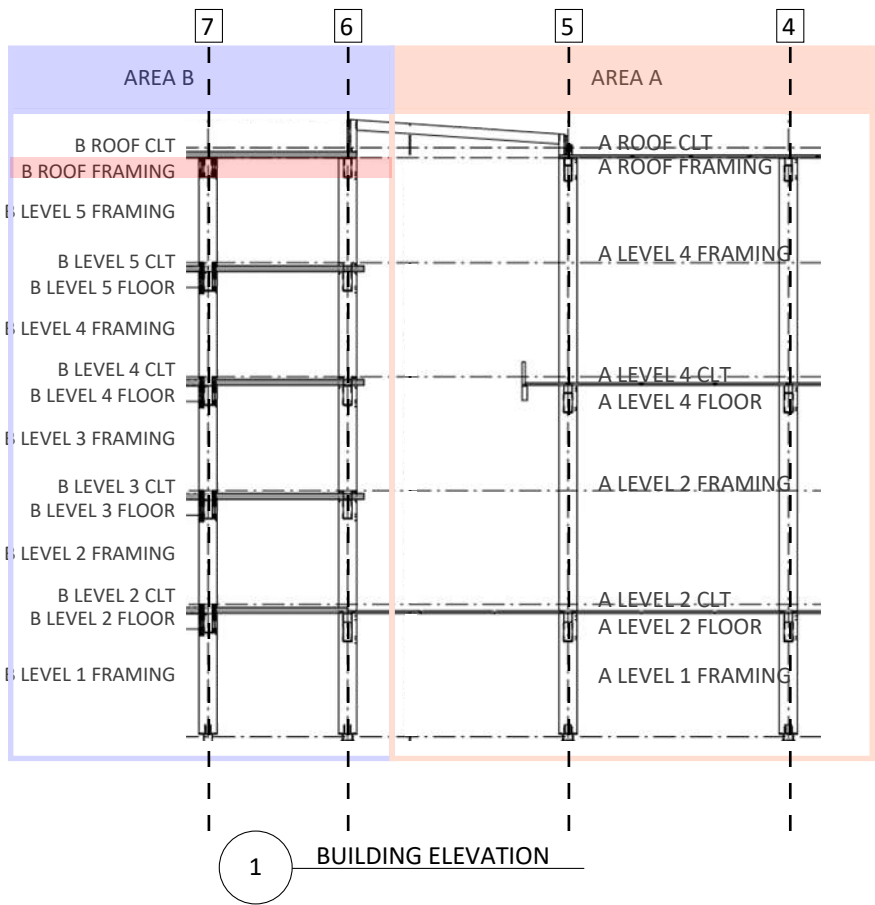 7 6 5 4
AREA B AREA A
B ROOF CLT A ROOF CLT
B ROOF FRAMING A ROOF FRAMING
B LEVEL 5 FRAMING
A LEVEL 4 FRAMING
B LEVEL 5 CLT
B LEVEL 5 FLOOR
B LEVEL 4 FRAMING
B LEVEL 4 CLT A LEVEL 4 CLT
B LEVEL 4 FLOOR A LEVEL 4 FLOOR
B LEVEL 3 FRAMING
B LEVEL 3 CLT A LEVEL 2 FRAMING
B LEVEL 3 FLOOR
B LEVEL 2 FRAMING
B LEVEL 2 CLT A LEVEL 2 CLT
B LEVEL 2 FLOOR A LEVEL 2 FLOOR
B LEVEL 1 FRAMING A LEVEL 1 FRAMING
1 BUILDING ELEVATION